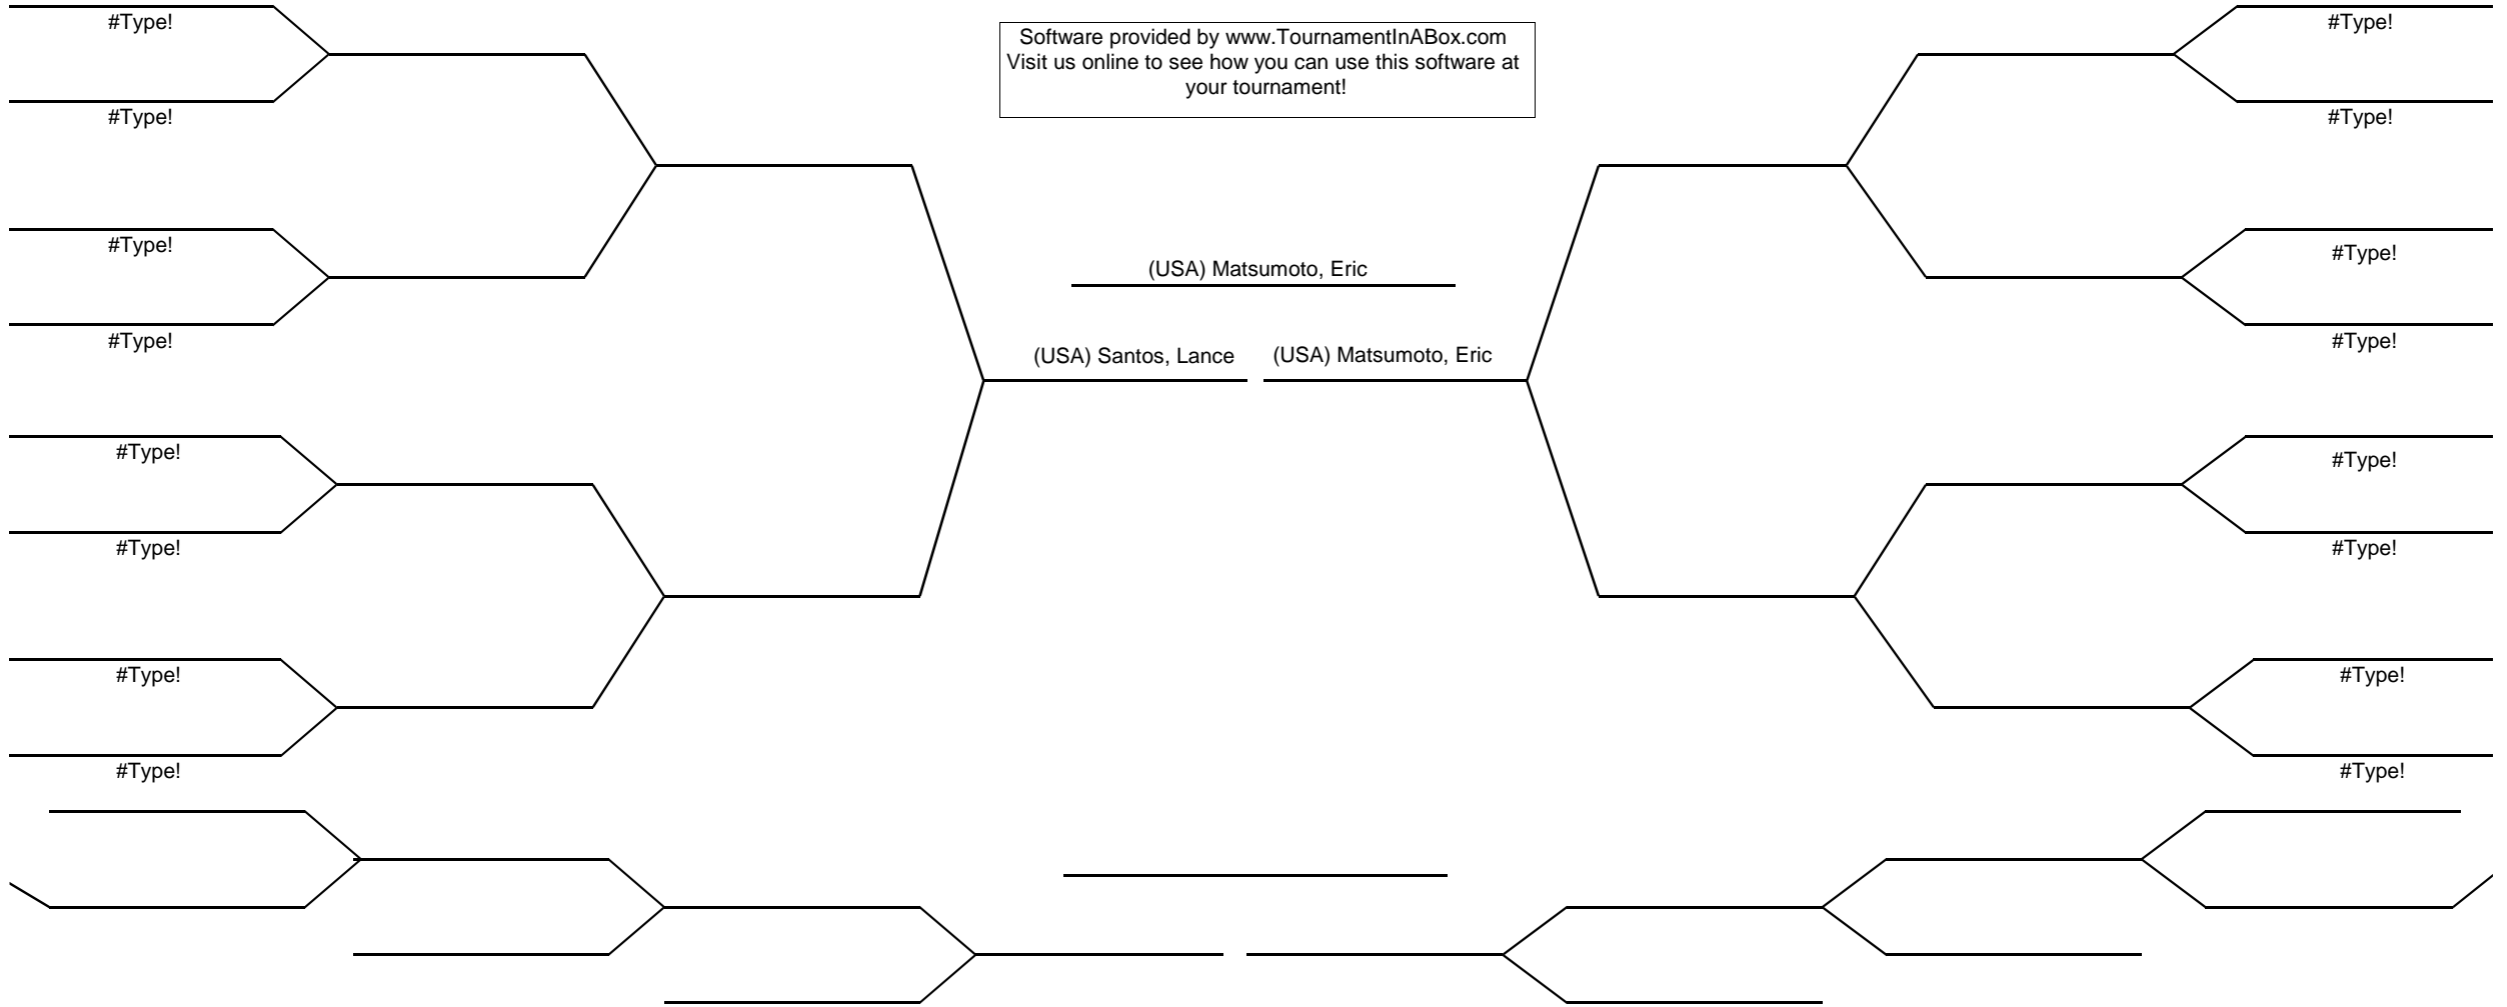 #Type!
Software provided by www.TournamentInABox.com
Visit us online to see how you can use this software at
your tournament!
#Type!
#Type!
#Type!
#Type!
#Type!
(USA) Matsumoto, Eric
#Type!
#Type!
(USA) Santos, Lance
(USA) Matsumoto, Eric
#Type!
#Type!
#Type!
#Type!
#Type!
#Type!
#Type!
#Type!
#Type!